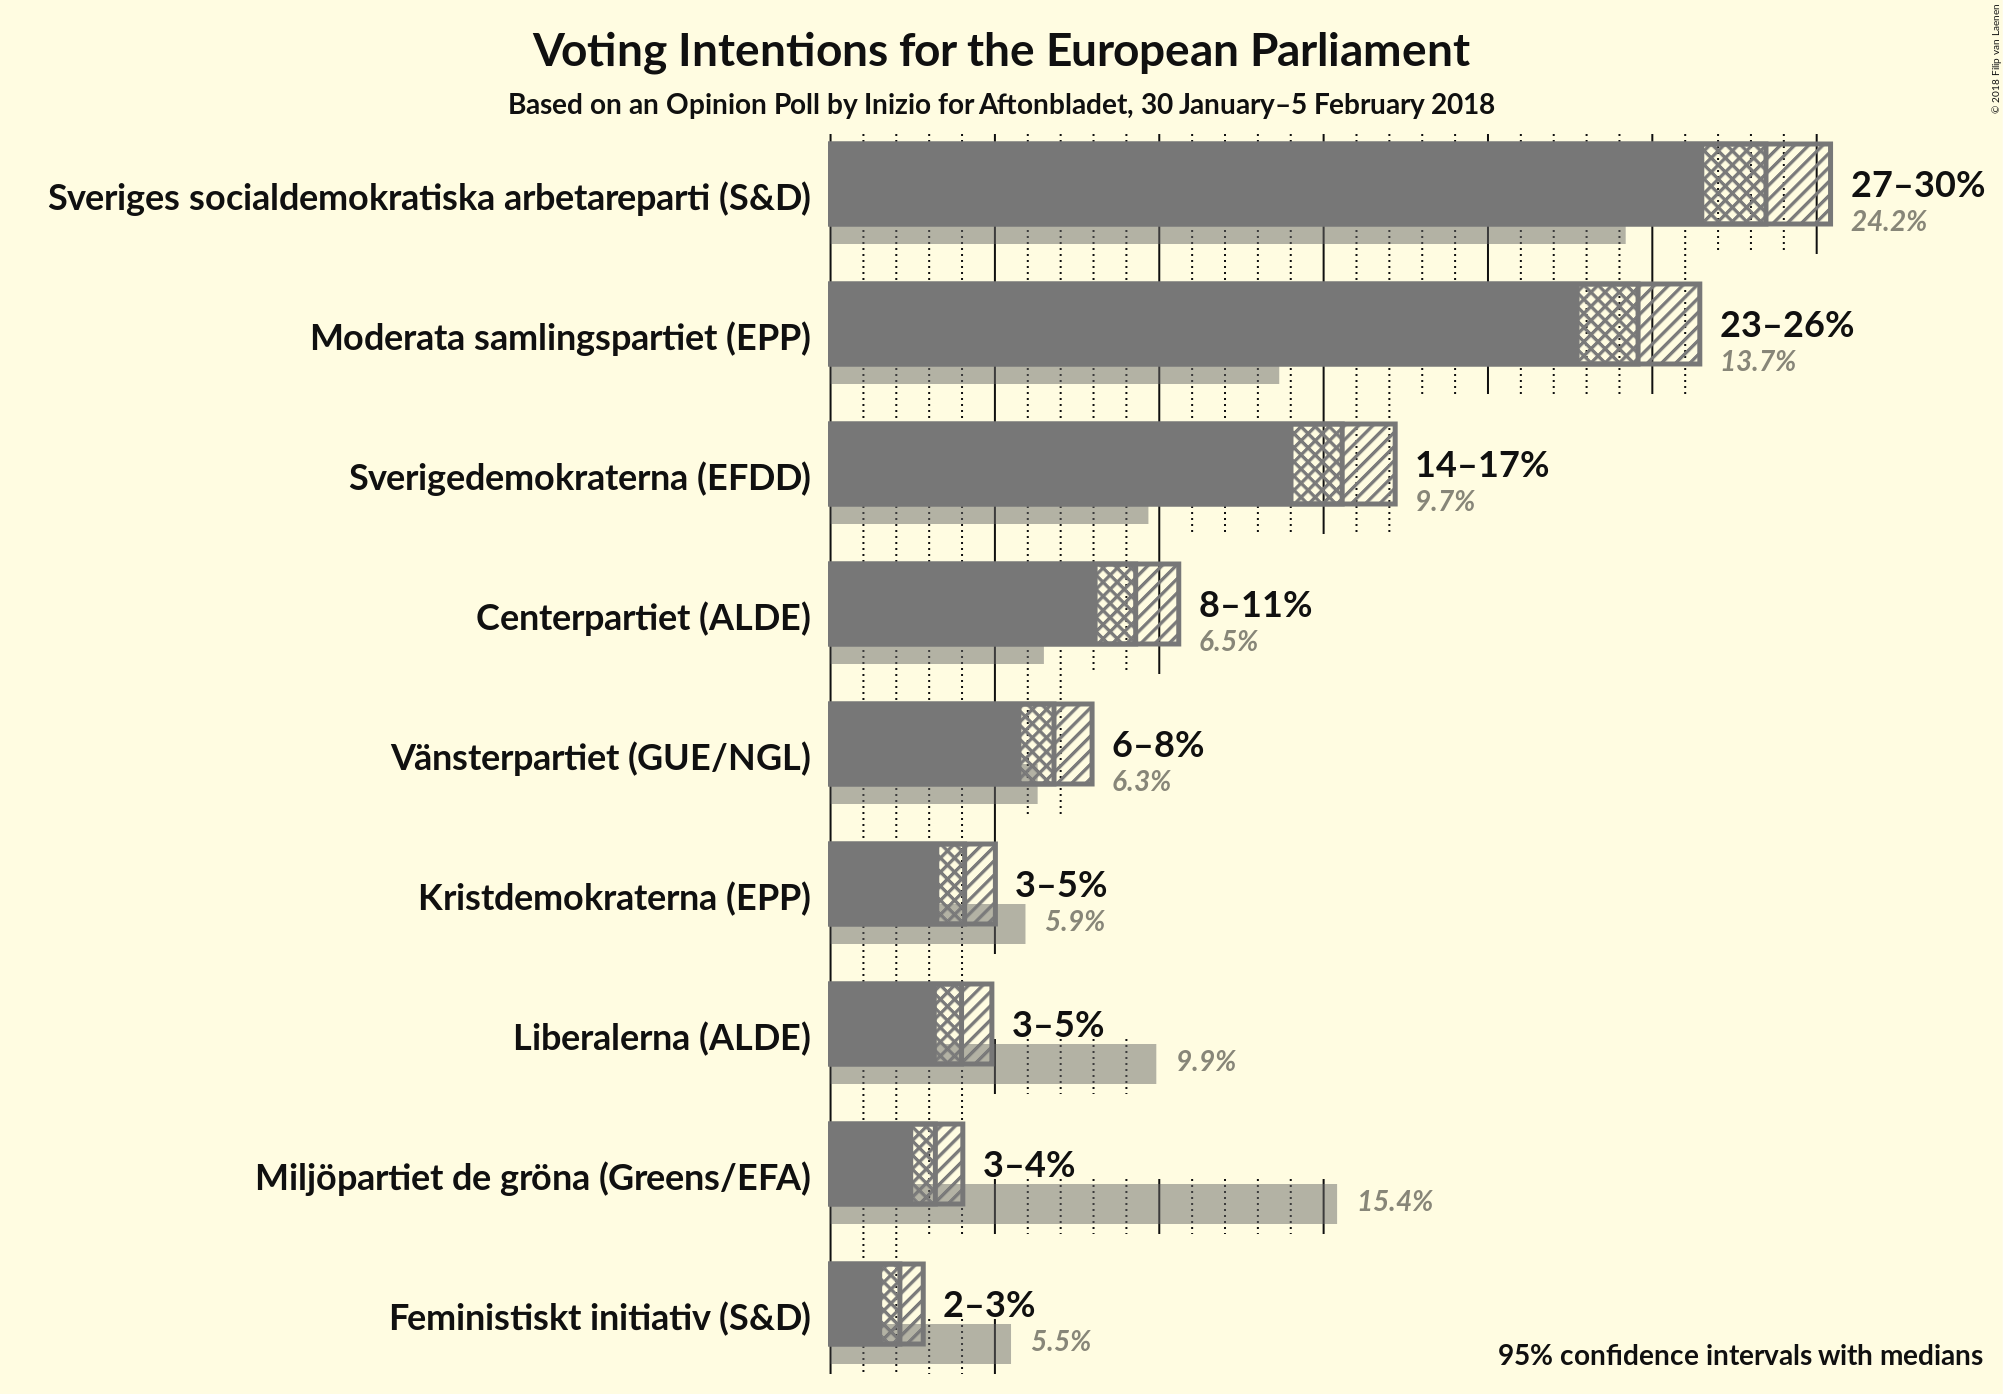 Voting Intentions for the European Parliament
Based on an Opinion Poll by Inizio for Aftonbladet, 30 January–5 February 2018
© 2018 Filip van Laenen
Sveriges socialdemokratiska arbetareparti (S&D)
27–30%
24.2%
Moderata samlingspartiet (EPP)
23–26%
13.7%
Sverigedemokraterna (EFDD)
14–17%
9.7%
Centerpartiet (ALDE)
8–11%
6.5%
Vänsterpartiet (GUE/NGL)
6–8%
6.3%
Kristdemokraterna (EPP)
3–5%
5.9%
Liberalerna (ALDE)
3–5%
9.9%
Miljöpartiet de gröna (Greens/EFA)
3–4%
15.4%
Feministiskt initiativ (S&D)
2–3%
5.5%
95% confidence intervals with medians